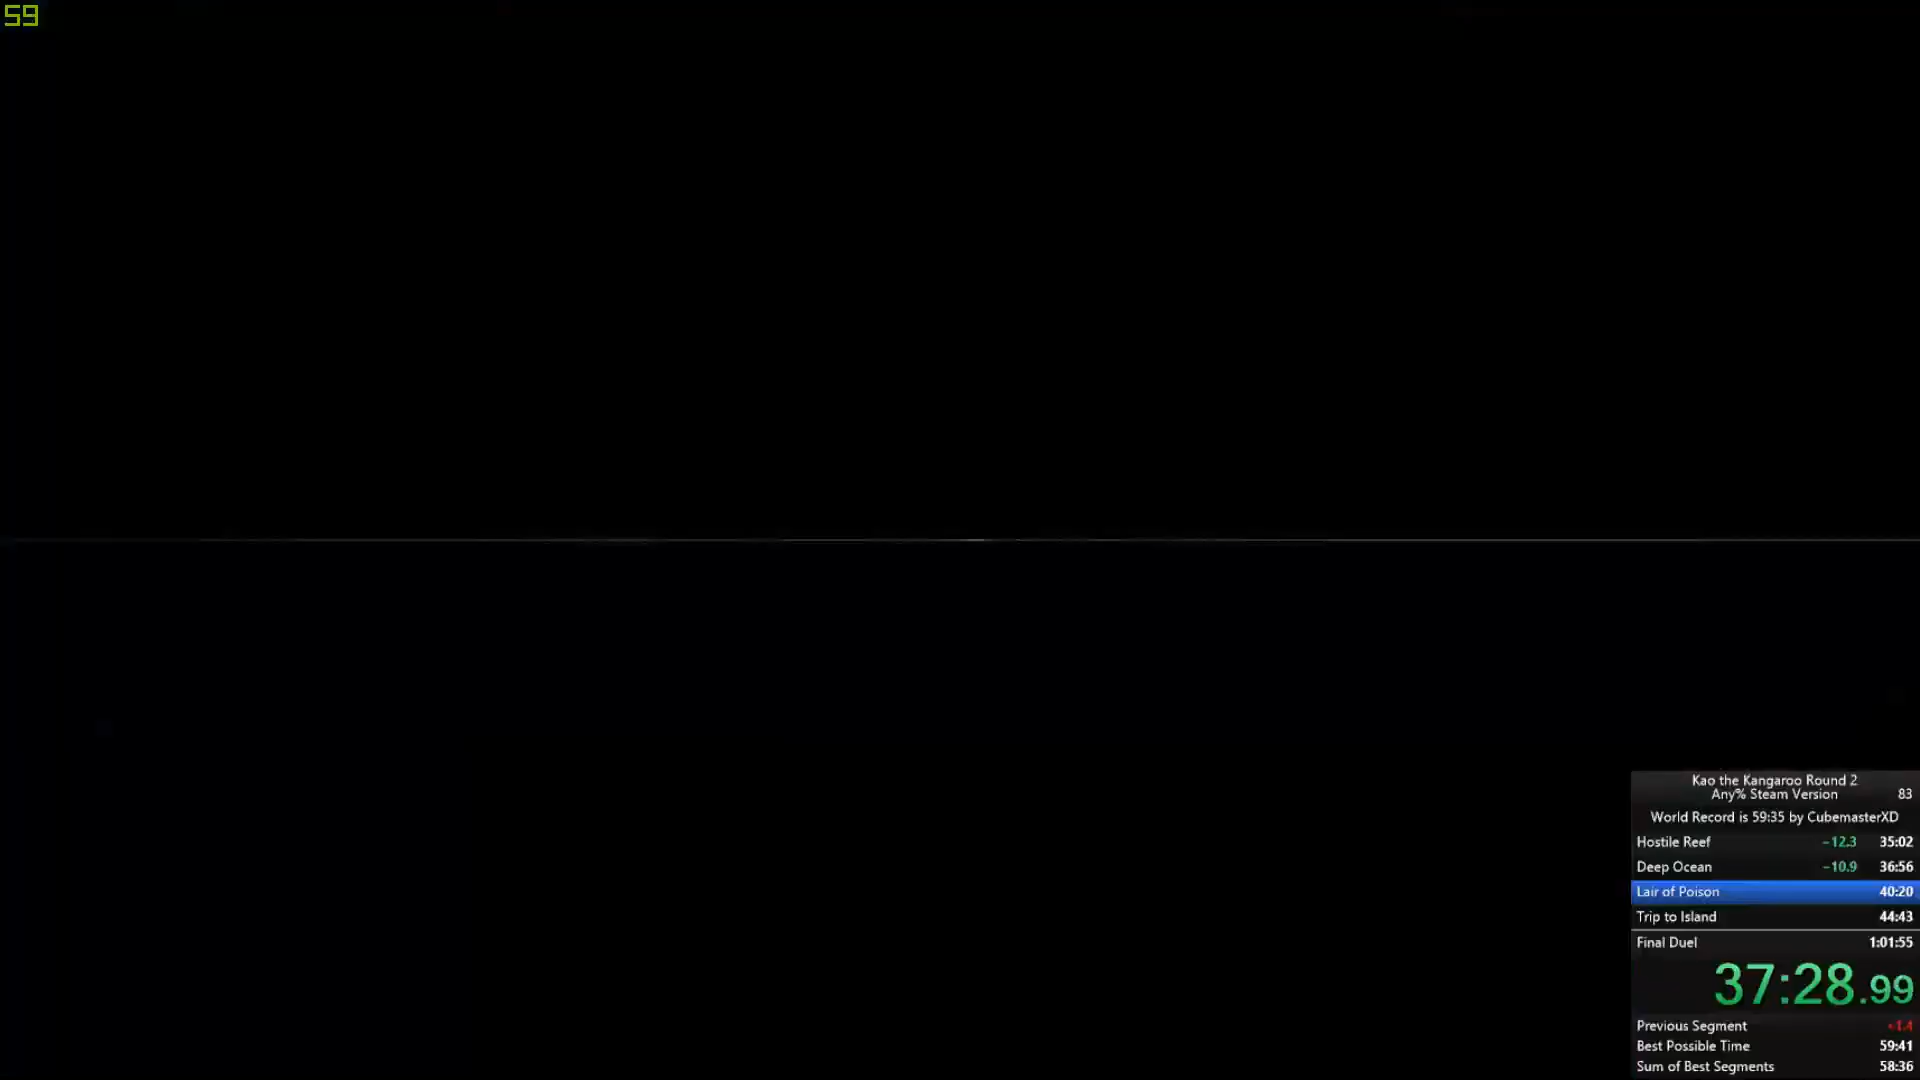 59
Kao the Kangaroo Round 2
Any% Steam Version 83
World Record is 59:35 by CubemasterXD
Hostile Reef -12.3 35:02
Deep Ocean -10.9 36:56
Lair of Poison 40:20
Trip to Island 44:43
Final Duel 1:01:55
37:28.99
Previous Segment +1.4
Best Possible Time 59:41
Sum of Best Segments 58:36